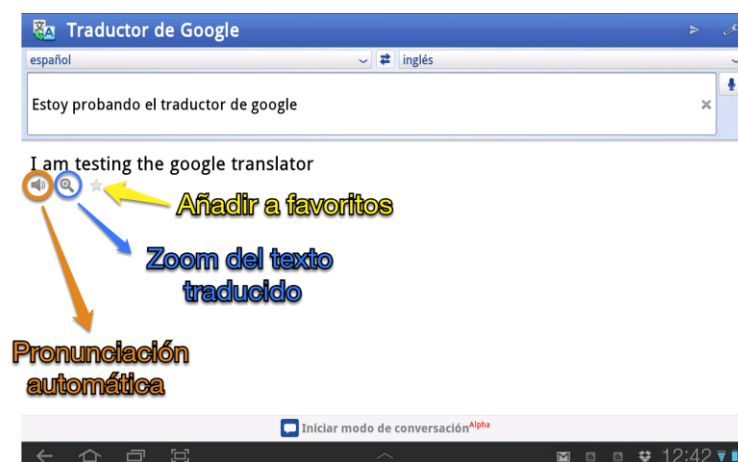 Traductor de Google
español
inglés
Estoy probando el traductor de google
I am testing the google translator
Añadir a favoritos
Zoom del texto
traducido
Pronunciación
automática
Iniciar modo de conversación Alpha
12:42